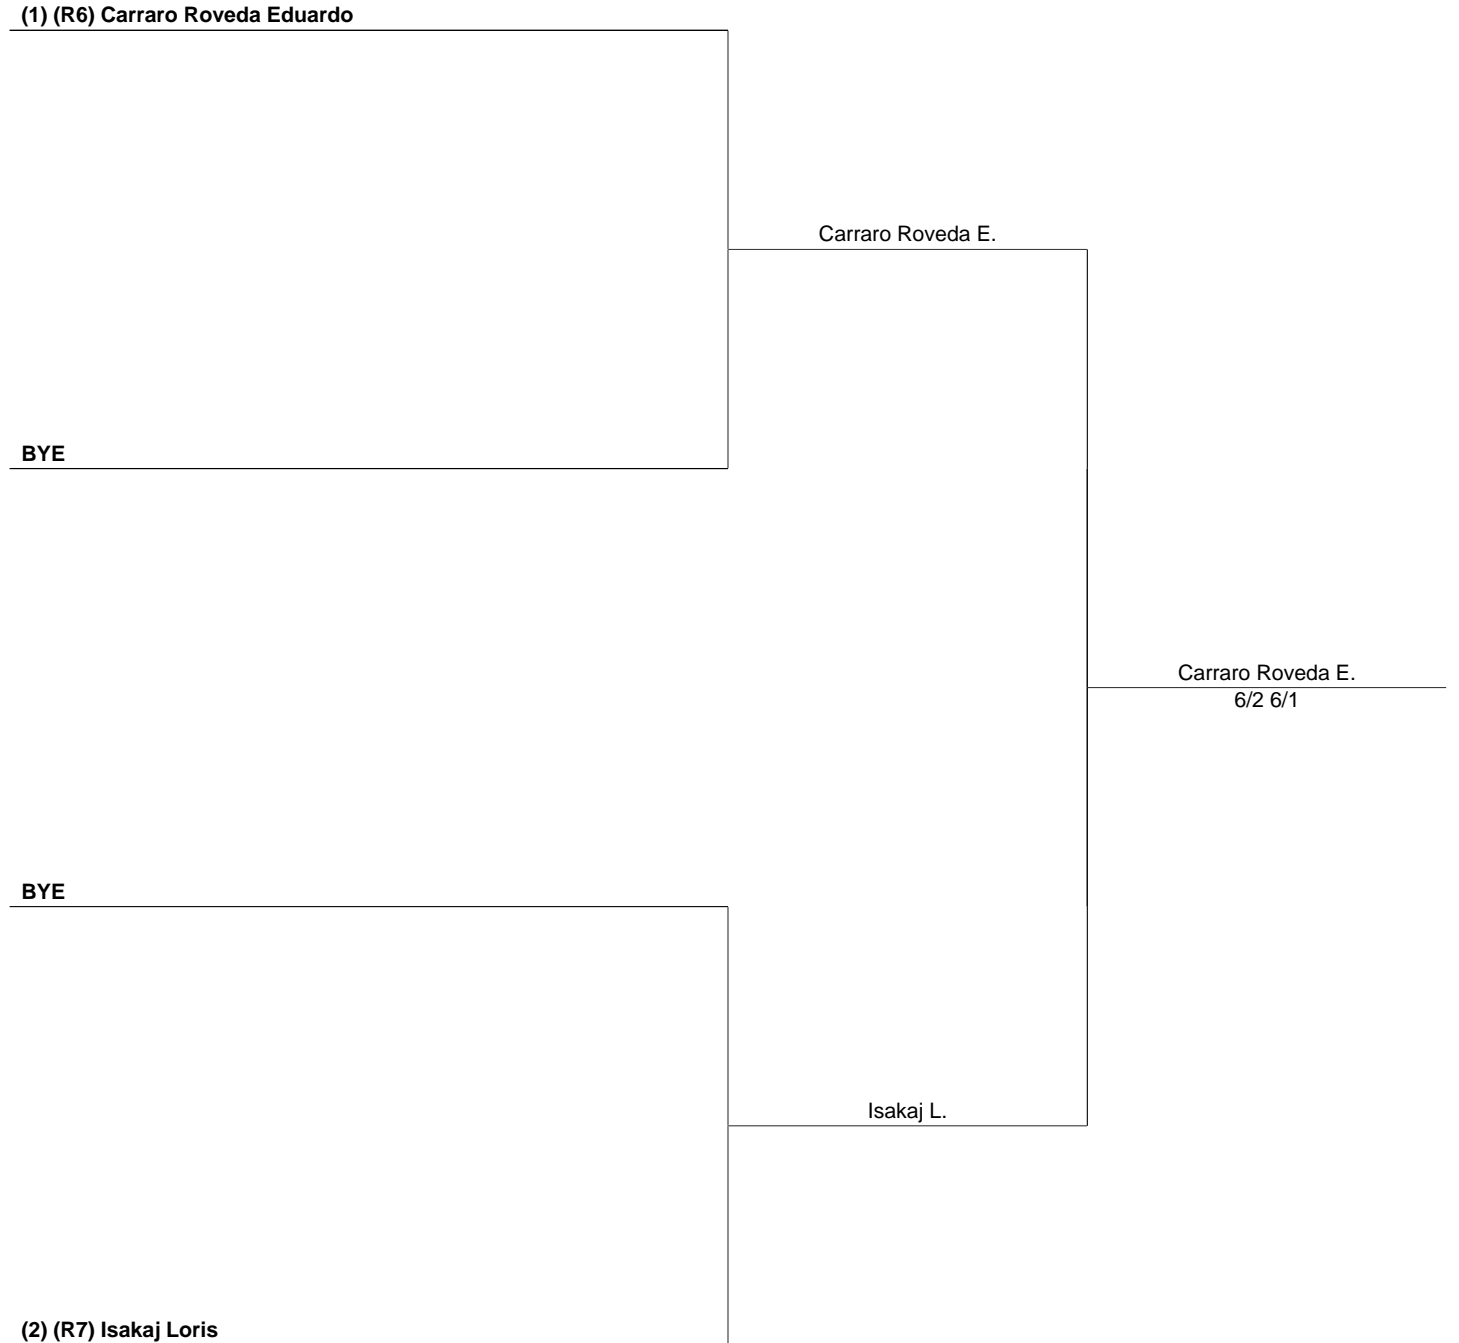 (1) (R6) Carraro Roveda Eduardo
Carraro Roveda E.
BYE
Carraro Roveda E.
6/2 6/1
BYE
Isakaj L.
(2) (R7) Isakaj Loris